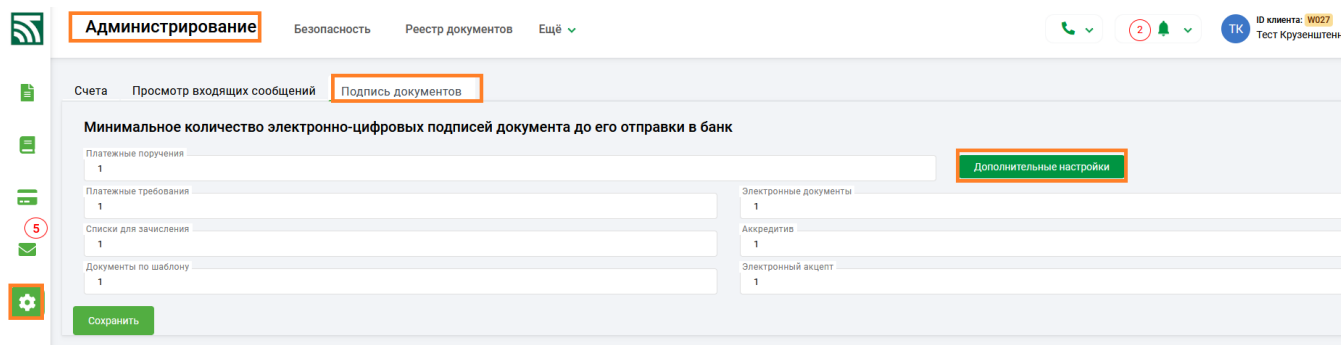 Администрирование Безопасность Реестр документов Ещё 2 ТК ID клиента: W027
Тест Крузенштенн
Счета Просмотр входящих сообщений Подпись документов
Минимальное количество электронно-цифровых подписей документа до его отправки в банк
Платежные поручения
1
Дополнительные настройки
Платежные требования
1
Электронные документы
1
5
Списки для зачисления
1
Аккредитив
1
Документы по шаблону
1
Электронный акцепт
1
Сохранить